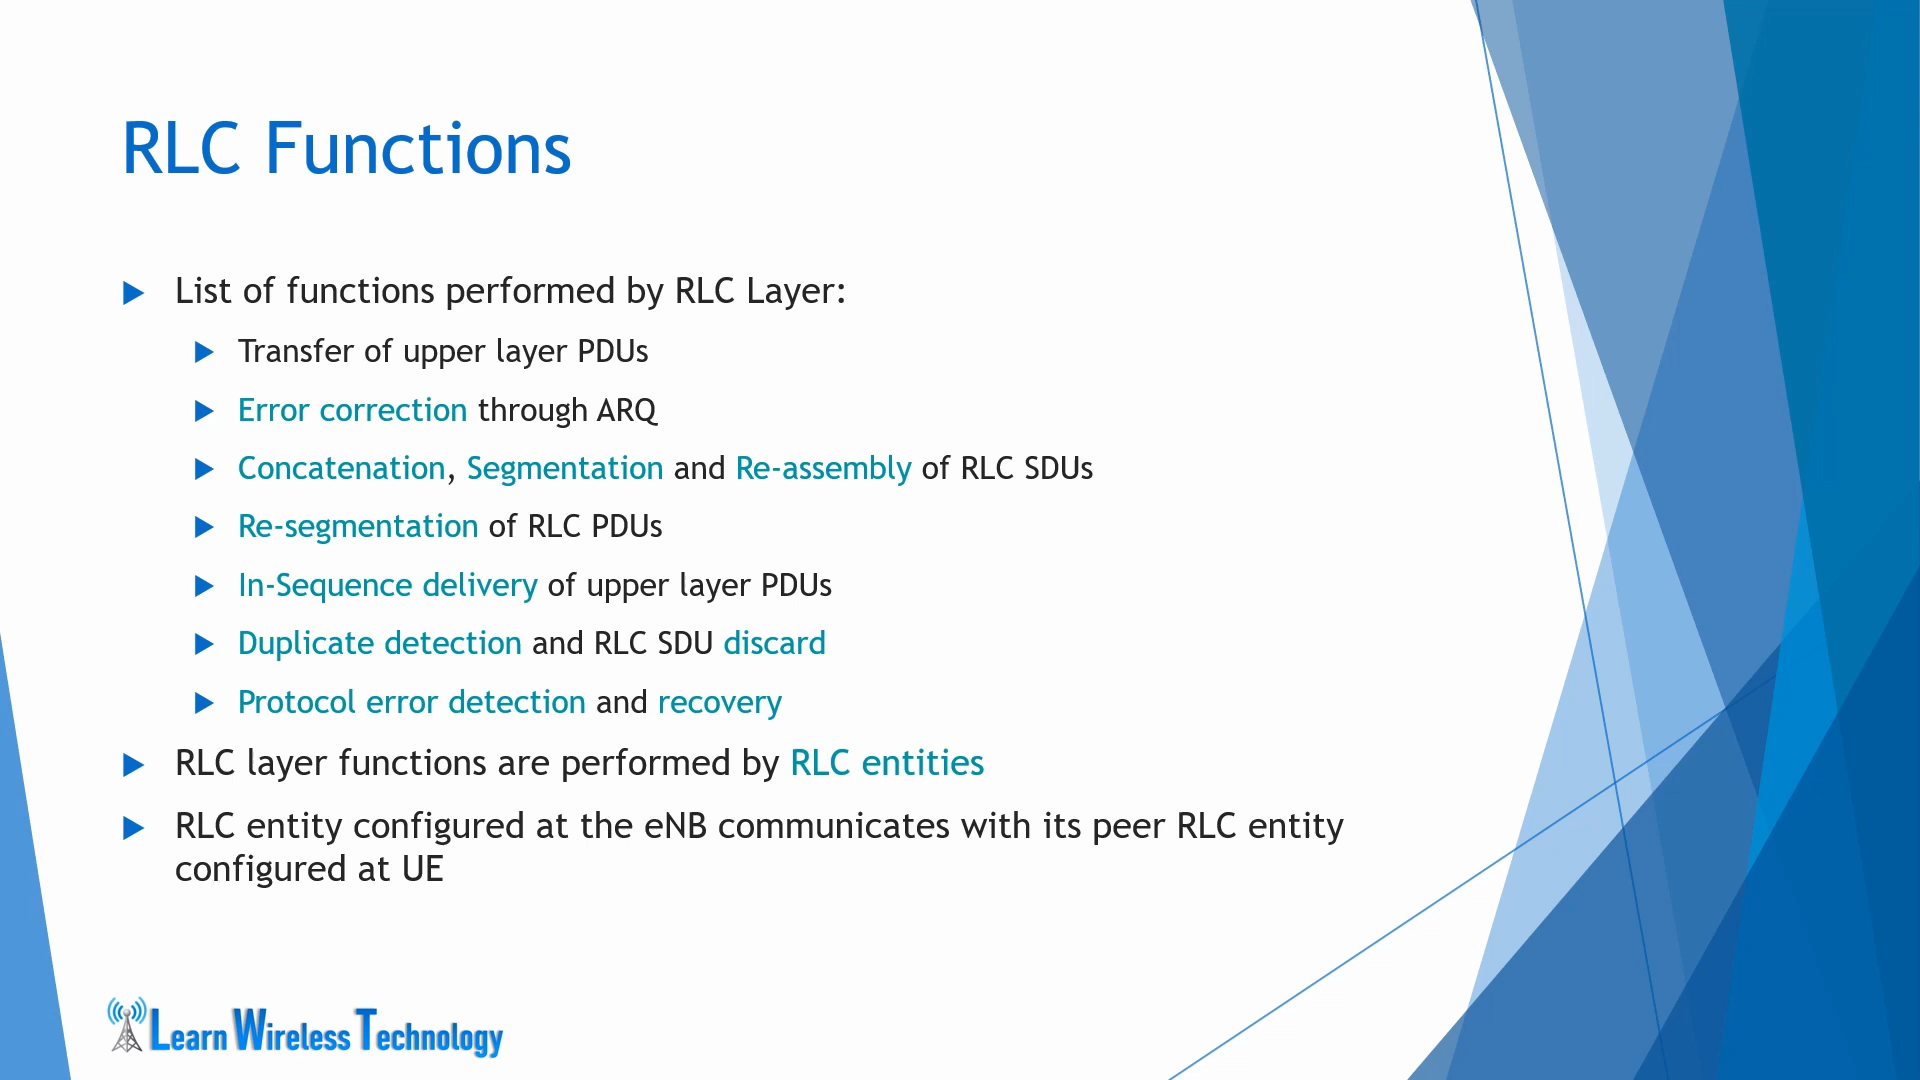 RLC Functions
List of functions performed by RLC Layer:
Transfer of upper layer PDUs
Error correction through ARQ
Concatenation, Segmentation and Re-assembly of RLC SDUs
Re-segmentation of RLC PDUs
In-Sequence delivery of upper layer PDUs
Duplicate detection and RLC SDU discard
Protocol error detection and recovery
RLC layer functions are performed by RLC entities
RLC entity configured at the eNB communicates with its peer RLC entity
configured at UE
Learn Wireless Technology